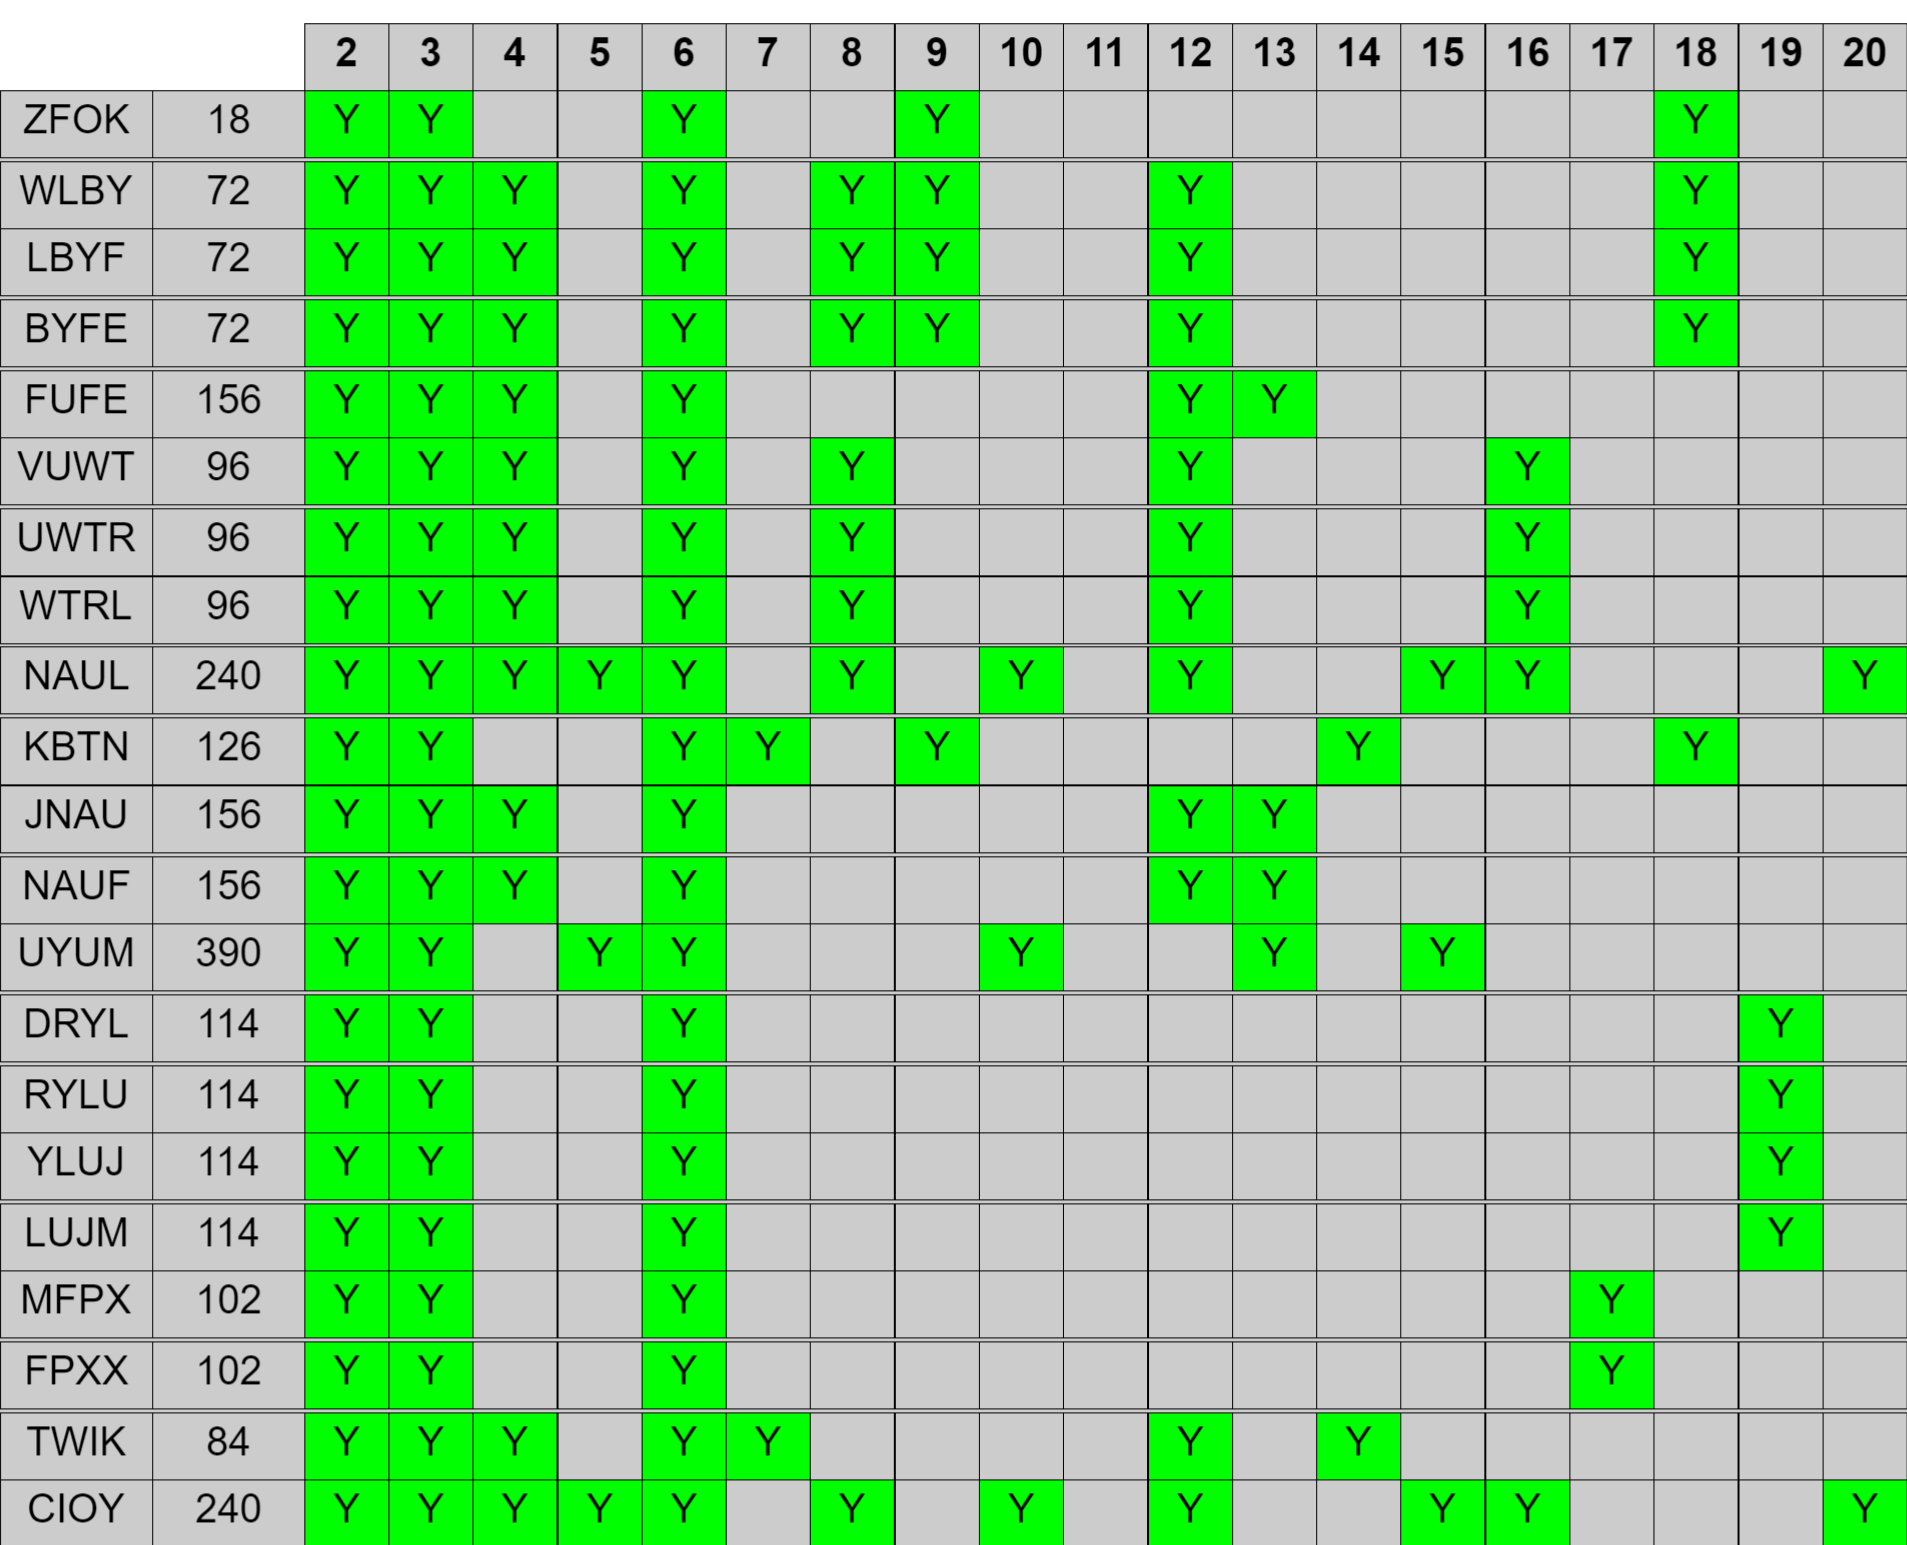 2 3 4 5 6 7 8 9 10 11 12 13 14 15 16 17 18 19 20
ZFOK 18 Y Y Y Y Y
WLBY 72 Y Y Y Y Y Y Y Y
LBYF 72 Y Y Y Y Y Y Y Y
BYFE 72 Y Y Y Y Y Y Y Y
FUFE 156 Y Y Y Y Y Y
VUWT 96 Y Y Y Y Y Y Y
UWTR 96 Y Y Y Y Y Y Y
WTRL 96 Y Y Y Y Y Y Y
NAUL 240 Y Y Y Y Y Y Y Y Y Y Y
KBTN 126 Y Y Y Y Y Y Y
JNAU 156 Y Y Y Y Y Y
NAUF 156 Y Y Y Y Y Y
UYUM 390 Y Y Y Y Y Y Y
DRYL 114 Y Y Y Y
RYLU 114 Y Y Y Y
YLUJ 114 Y Y Y Y
LUJM 114 Y Y Y Y
MFPX 102 Y Y Y Y
FPXX 102 Y Y Y Y
TWIK 84 Y Y Y Y Y Y Y
CIOY 240 Y Y Y Y Y Y Y Y Y Y Y